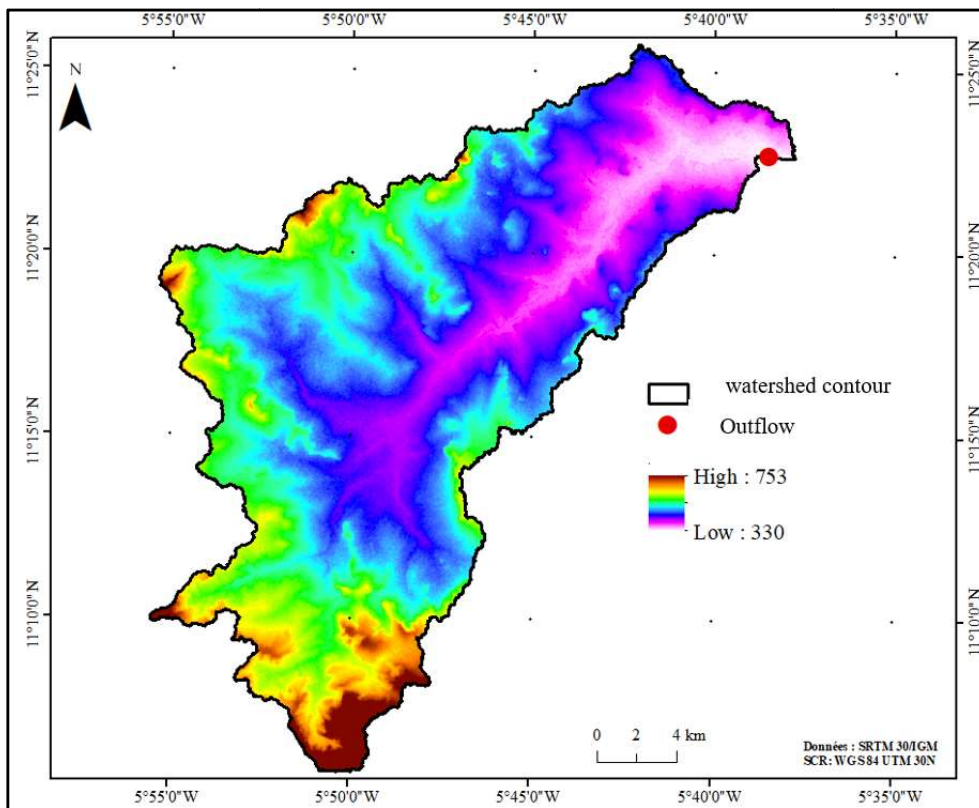 5°55'0"W 5°50'0"W 5°45'0"W 5°40'0"W 5°35'0"W
11°25'0"N
11°25'0"N
N
11°20'0"N
11°20'0"N
watershed contour
Outflow
11°15'0"N
11°15'0"N
High : 753
Low : 330
11°10'0"N
11°10'0"N
0 2 4 km
Données : SRTM 30/IGM
SCR: WGS84 UTM 30N
5°55'0"W 5°50'0"W 5°45'0"W 5°40'0"W 5°35'0"W